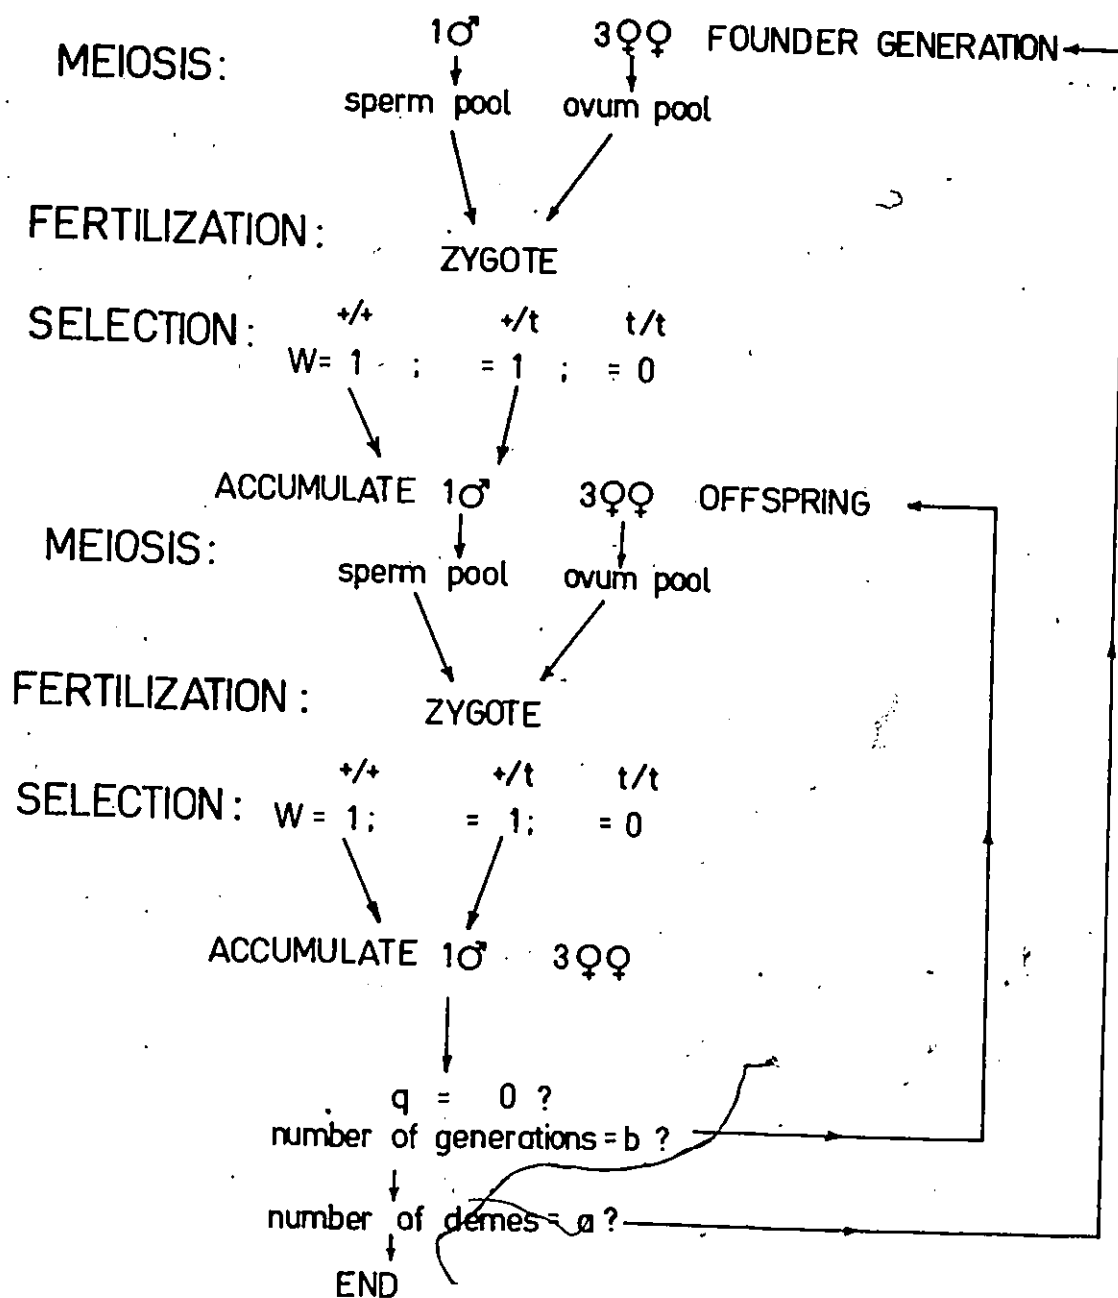 1♂ 3♀♀ FOUNDER GENERATION
MEIOSIS:
sperm pool ovum pool
FERTILIZATION:
ZYGOTE
+/+ +/t t/t
SELECTION: W= 1 ; = 1 ; = 0
ACCUMULATE 1♂ 3♀♀ OFFSPRING
MEIOSIS:
sperm pool ovum pool
FERTILIZATION:
ZYGOTE
+/+ +/t t/t
SELECTION: W = 1; = 1; = 0
ACCUMULATE 1♂ 3♀♀
q = 0 ?
number of generations = b ?
number of demes = a ?
END